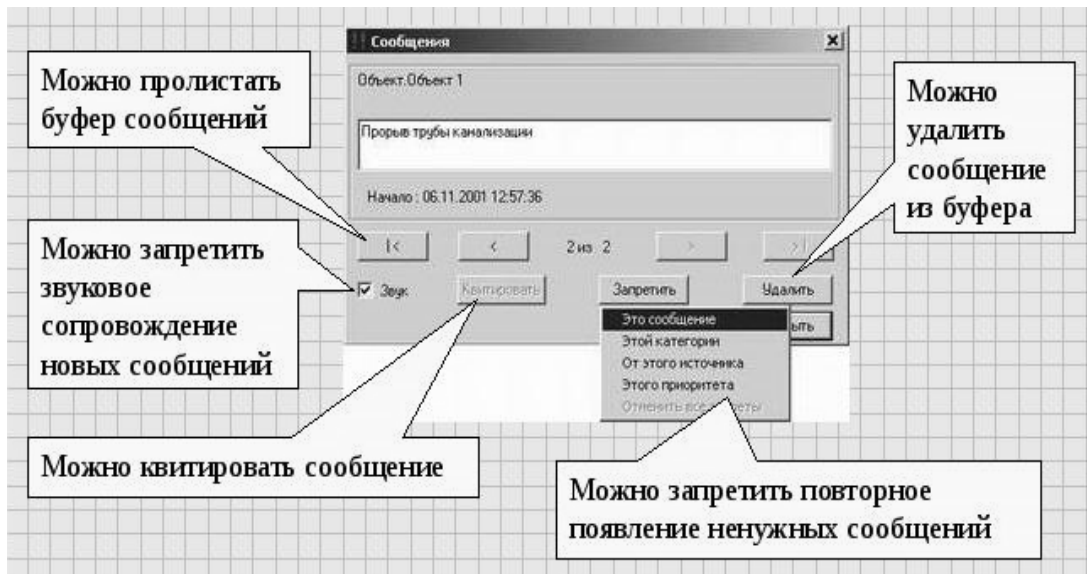 Сообщения
Объект.Объект 1
Прорыв трубы канализации
Начало : 06.11.2001 12:57:36
|<
<
2 из 2
>
>|
Звук
Квитировать
Запретить
Удалить
Это сообщение
Этой категории
От этого источника
Этого приоритета
Отменить все
Можно пролистать
буфер сообщений
Можно запретить
звуковое
сопровождение
новых сообщений
Можно квитировать сообщение
Можно
удалить
сообщение
из буфера
Можно запретить повторное
появление ненужных сообщений